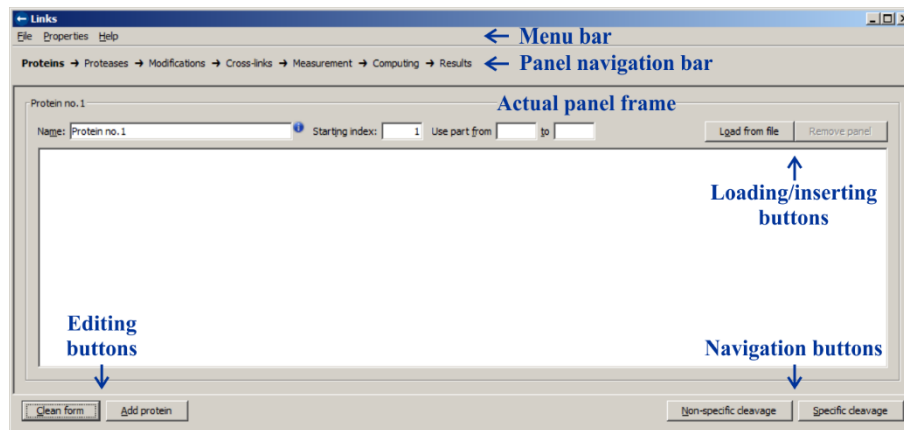 Links
File Properties Help
← Menu bar
Proteins → Proteases → Modifications → Cross-links → Measurement → Computing → Results
← Panel navigation bar
Protein no.1
Actual panel frame
Name: Protein no.1 Starting index: 1 Use part from to Load from file Remove panel
Loading/inserting
buttons
Editing
buttons
Navigation buttons
Clean form Add protein Non-specific cleavage Specific cleavage